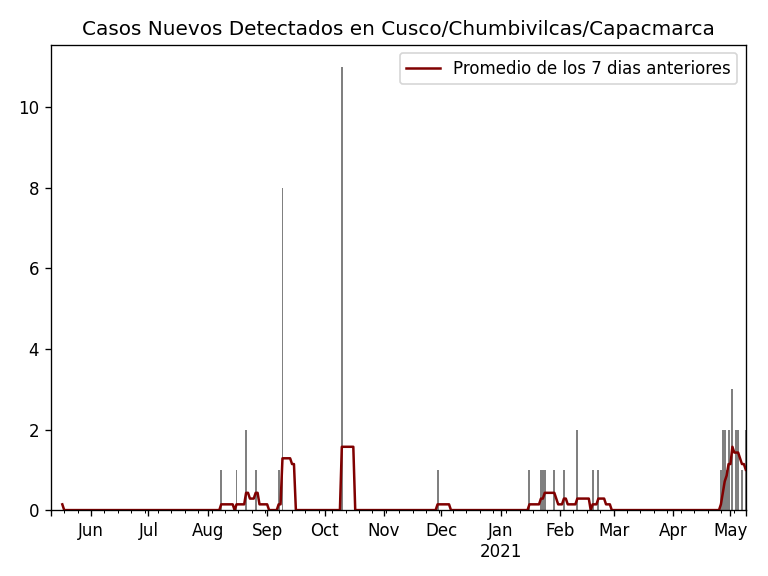 Casos Nuevos Detectados en Cusco/Chumbivilcas/Capacmarca
Promedio de los 7 dias anteriores
10
8
6
4
2
0
Jun Jul Aug Sep Oct Nov Dec Jan Feb Mar Apr May
2021